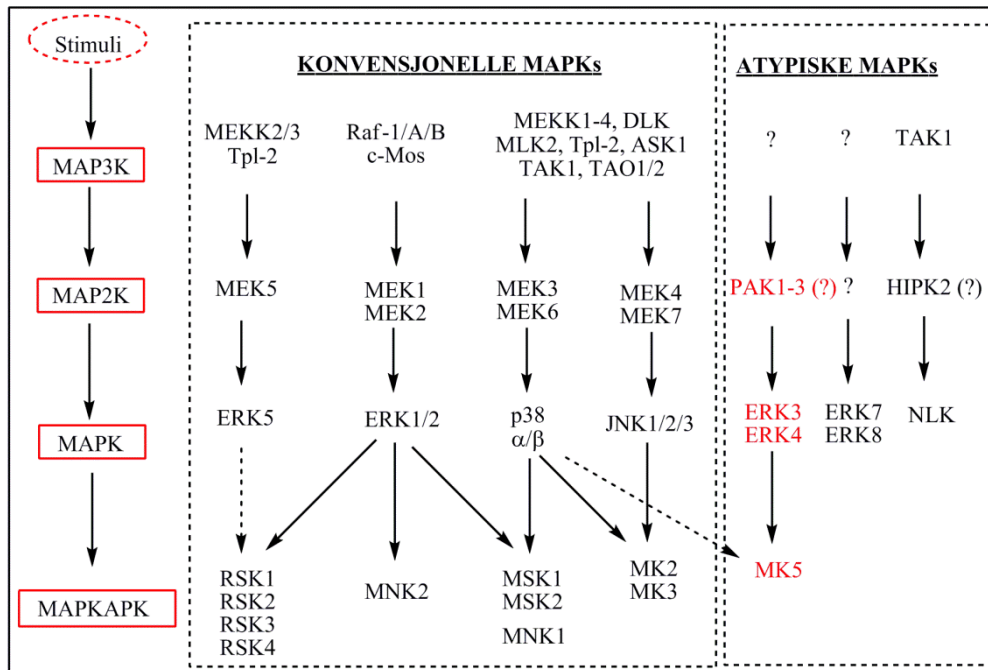 Stimuli
KONVENSJONELLE MAPKs
ATYPISKE MAPKs
MAP3K
MEKK2/3
Tpl-2
Raf-1/A/B
c-Mos
MEKK1-4, DLK
MLK2, Tpl-2, ASK1
TAK1, TAO1/2
?
?
TAK1
MAP2K
MEK5
MEK1
MEK2
MEK3
MEK6
MEK4
MEK7
PAK1-3 (?)
?
HIPK2 (?)
MAPK
ERK5
ERK1/2
p38
α/β
JNK1/2/3
ERK3
ERK4
ERK7
ERK8
NLK
MAPKAPK
RSK1
RSK2
RSK3
RSK4
MNK2
MSK1
MSK2
MNK1
MK2
MK3
MK5